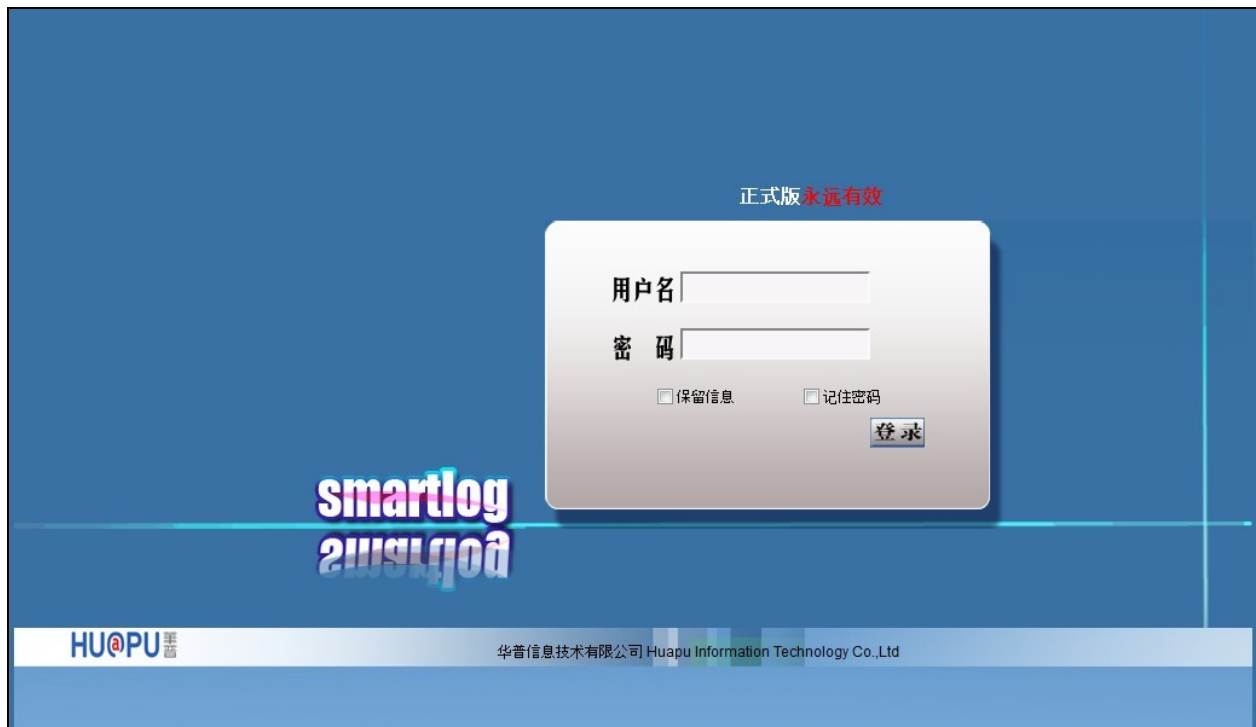 正式版永远有效
用户名
密 码
保留信息 记住密码
登录
smartlog
HU@PU 華普
华普信息技术有限公司 Huapu Information Technology Co.,Ltd